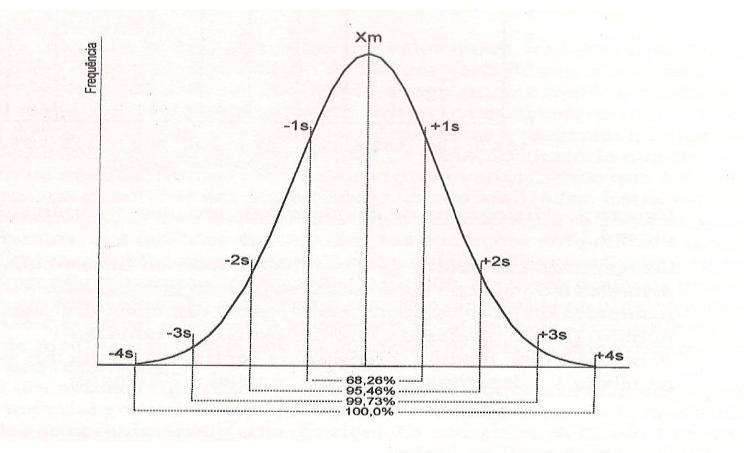 Xm
Frequência
-1s +1s
-2s +2s
-3s +3s
-4s +4s
68,26%
95,46%
99,73%
100,0%